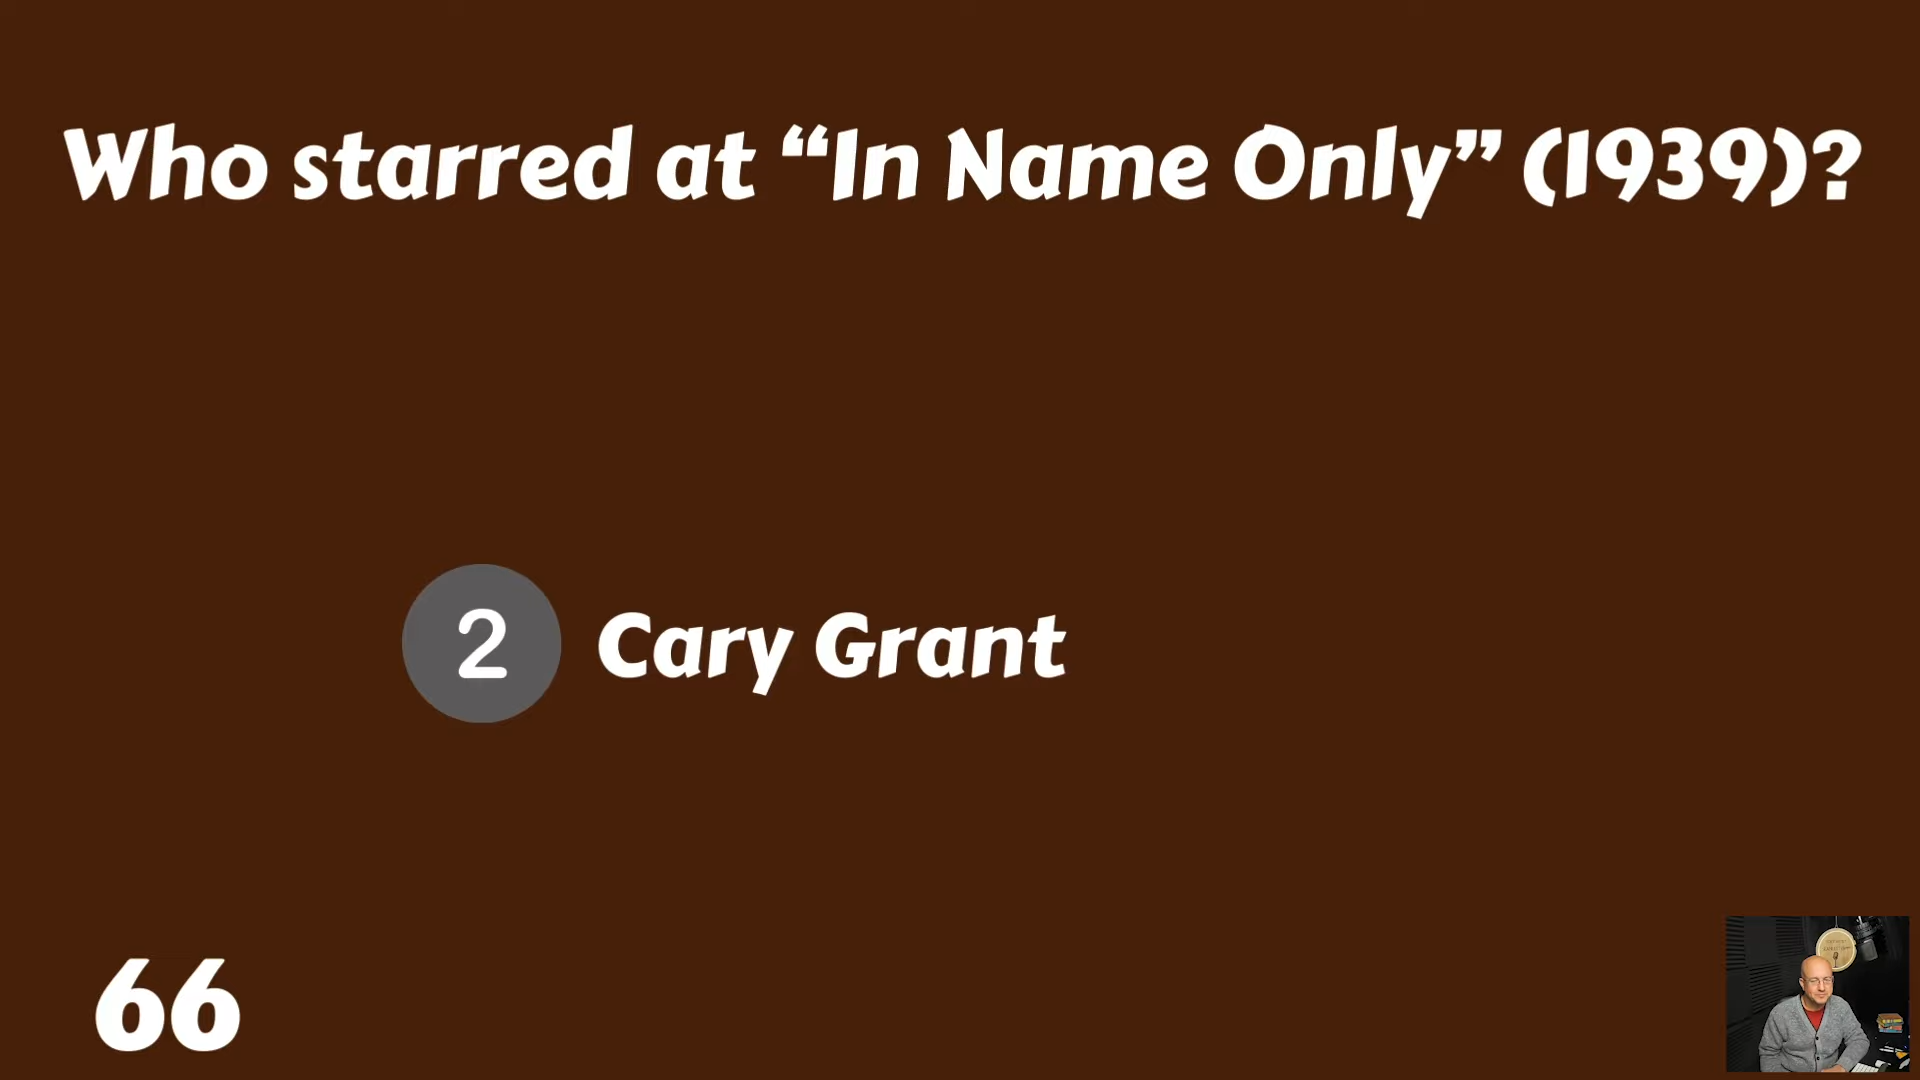 Who starred at “In Name Only” (1939)?
2 Cary Grant
66